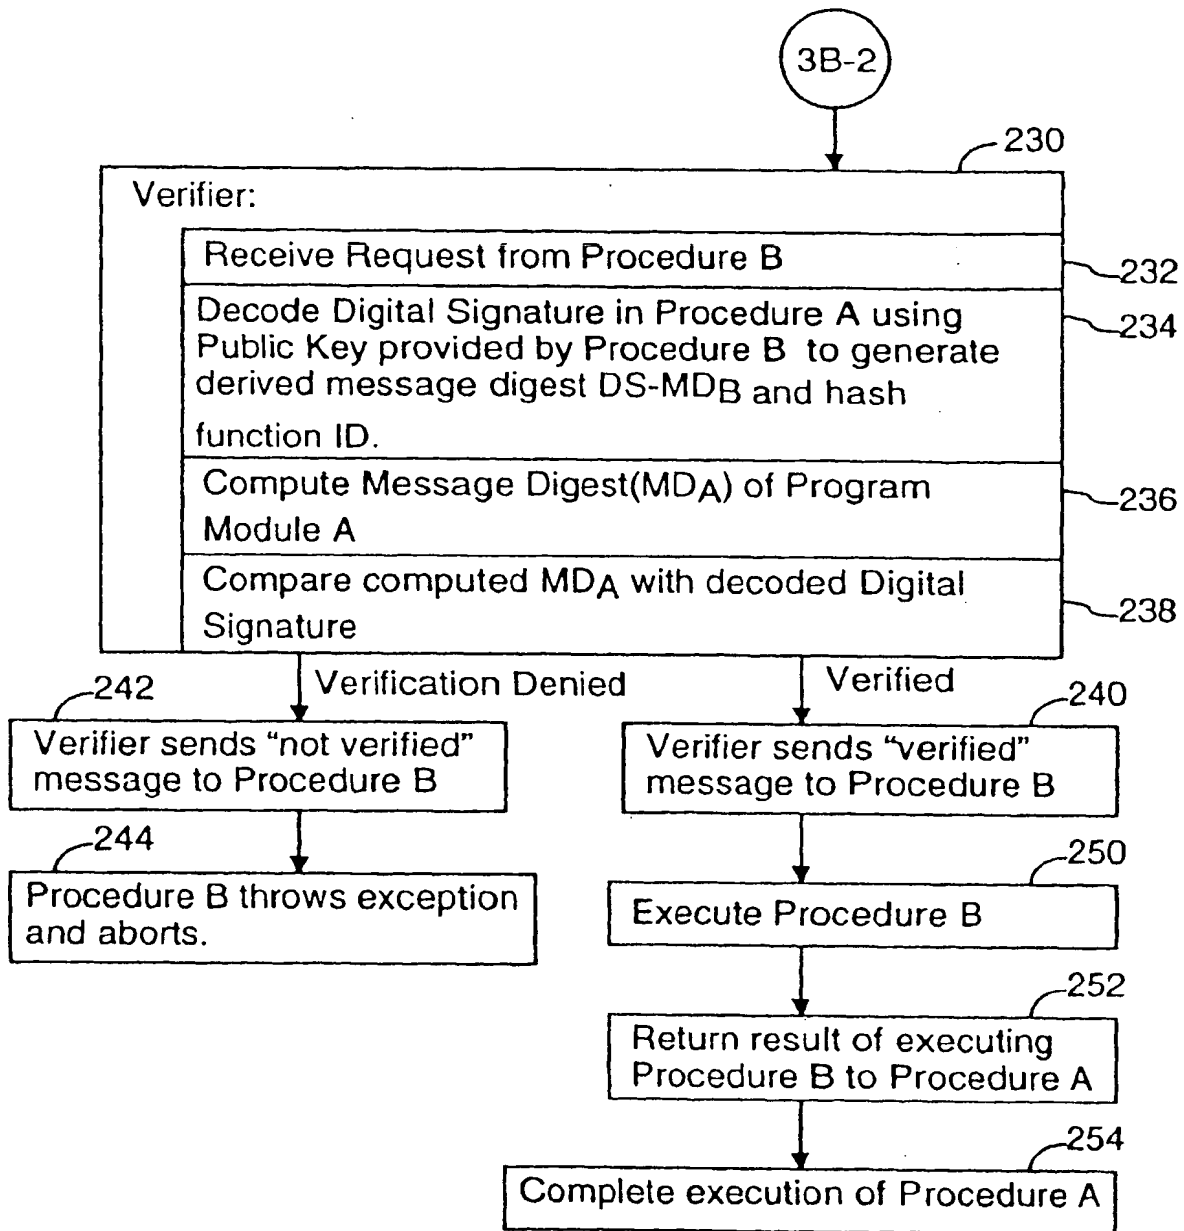 3B-2
230
Verifier:
Receive Request from Procedure B
232
Decode Digital Signature in Procedure A using
Public Key provided by Procedure B to generate
derived message digest DS-MDB and hash
function ID.
234
Compute Message Digest(MDA) of Program
Module A
236
Compare computed MDA with decoded Digital
Signature
238
Verification Denied
Verified
242
Verifier sends “not verified”
message to Procedure B
240
Verifier sends “verified”
message to Procedure B
244
Procedure B throws exception
and aborts.
250
Execute Procedure B
252
Return result of executing
Procedure B to Procedure A
254
Complete execution of Procedure A